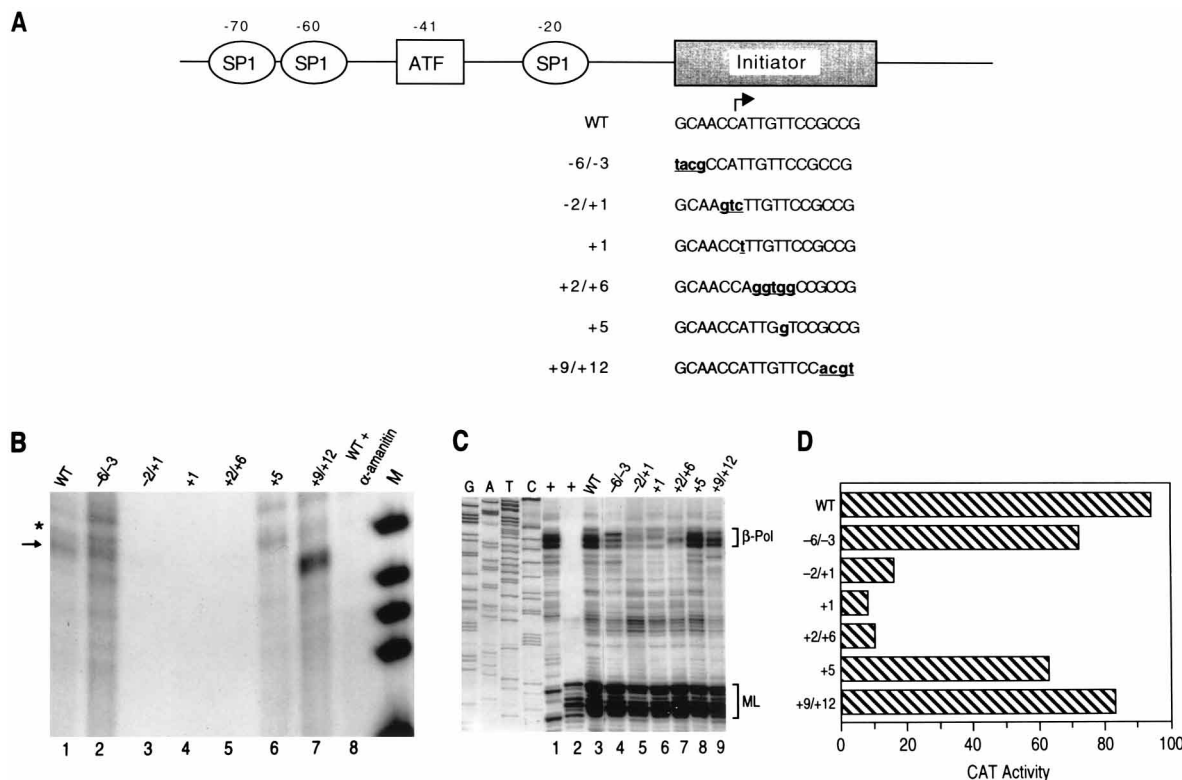 A
-70 -60 -41 -20
SP1 SP1 ATF SP1 Initiator
WT GCAACCATTGTTCCGCCG
-6/-3 tacgCCATTGTTCCGCCG
-2/+1 GCAAgtcTTGTTCCGCCG
+1 GCAACCtTTGTTCCGCCG
+2/+6 GCAACCAggtggCCGCCG
+5 GCAACCATTGgTCCGCCG
+9/+12 GCAACCATTGTTCCacgt
B
WT -6/-3 -2/+1 +1 +2/+6 +5 +9/+12 WT + α-amanitin M
*
1 2 3 4 5 6 7 8
C
G A T C + + WT -6/-3 -2/+1 +1 +2/+6 +5 +9/+12
β-Pol
ML
1 2 3 4 5 6 7 8 9
D
WT
-6/-3
-2/+1
+1
+2/+6
+5
+9/+12
0 20 40 60 80 100
CAT Activity